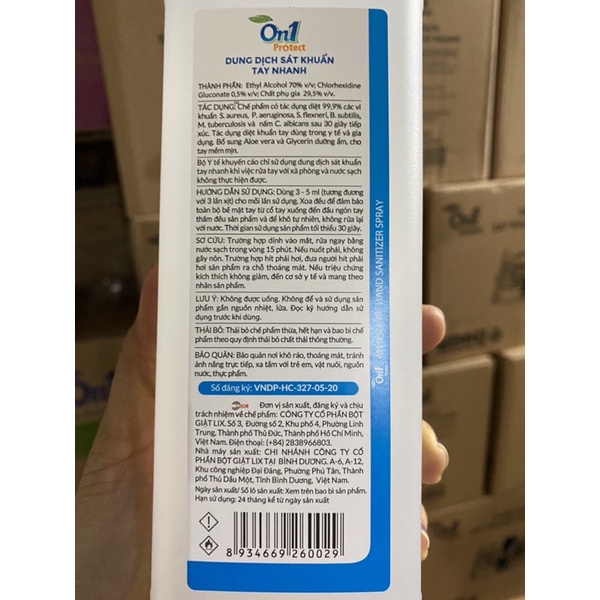 On1
Protect
DUNG DỊCH SÁT KHUẨN
TAY NHANH
THÀNH PHẦN: Ethyl Alcohol 70% v/v; Chlorhexidine
Gluconate 0,5% v/v; Chất phụ gia 29,5% v/v.
TÁC DỤNG: Chế phẩm có tác dụng diệt 99,9% các vi
khuẩn S. aureus, P. aeruginosa, S. flexneri, B. subtilis,
M. tuberculosis và nấm C. albicans sau 30 giây tiếp
xúc. Tác dụng diệt khuẩn tay dùng trong y tế và gia
dụng. Bổ sung Aloe vera và Glycerin dưỡng ẩm, cho
tay mềm mịn.
Bộ Y tế khuyến cáo chỉ sử dụng dung dịch sát khuẩn
tay nhanh khi việc rửa tay với xà phòng và nước sạch
không thực hiện được.
HƯỚNG DẪN SỬ DỤNG: Dùng 3 - 5 ml (tương đương
với 3 lần xịt) cho mỗi lần sử dụng. Xoa đều để đảm bảo
toàn bộ bề mặt tay từ cổ tay xuống đến đầu ngón tay
thấm đều sản phẩm và để khô tự nhiên, không rửa lại
với nước. Thời gian sử dụng sản phẩm tối thiểu 30 giây.
SƠ CỨU: Trường hợp dính vào mắt, rửa ngay bằng
nước sạch trong vòng 15 phút. Nếu nuốt phải, không
gây nôn. Trường hợp hít phải hơi, đưa người hít phải
hơi sản phẩm ra chỗ thoáng mát. Nếu triệu chứng
kích thích không giảm, đến cơ sở y tế và mang theo
nhãn sản phẩm.
LƯU Ý: Không được uống. Không để và sử dụng sản
phẩm gần nguồn nhiệt, lửa. Đọc kỹ hướng dẫn sử
dụng trước khi dùng.
THẢI BỎ: Thải bỏ chế phẩm thừa, hết hạn và bao bì chế
phẩm theo quy định thải bỏ chất thải thông thường.
BẢO QUẢN: Bảo quản nơi khô ráo, thoáng mát, tránh
ánh nắng trực tiếp, xa tầm với trẻ em, vật nuôi, nguồn
nước, thực phẩm.
Số đăng ký: VNDP-HC-327-05-20
Đơn vị sản xuất, đăng ký và chịu
trách nhiệm về chế phẩm: CÔNG TY CỔ PHẦN BỘT
GIẶT LIX. Số 3, Đường số 2, Khu phố 4, Phường Linh
Trung, Thành phố Thủ Đức, Thành phố Hồ Chí Minh,
Việt Nam. Điện thoại: (+84) 2838966803.
Nhà máy sản xuất: CHI NHÁNH CÔNG TY CỔ
PHẦN BỘT GIẶT LIX TẠI BÌNH DƯƠNG. A-6, A-12,
Khu công nghiệp Đại Đăng, Phường Phú Tân, Thành
phố Thủ Dầu Một, Tỉnh Bình Dương, Việt Nam.
Ngày sản xuất/ Số lô sản xuất: Xem trên bao bì sản phẩm.
Hạn sử dụng: 24 tháng kể từ ngày sản xuất.
8 934669 260029
On1
HAND SANITIZER SPRAY
On1